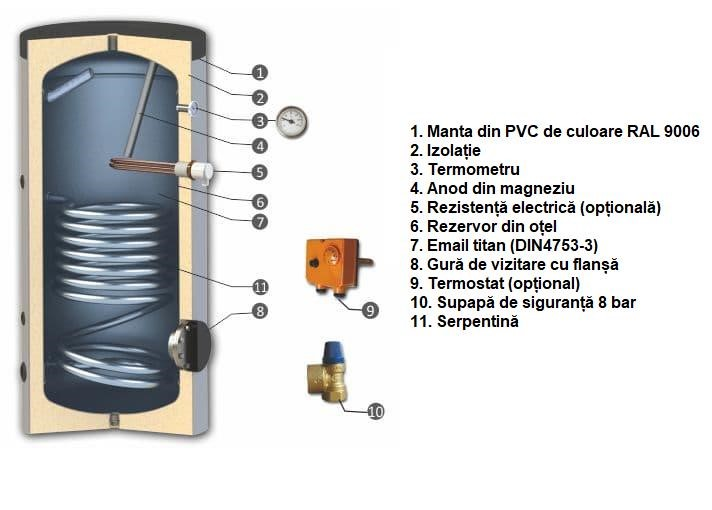 1
2
3
4
5
6
7
11
8
9
10
1. Manta din PVC de culoare RAL 9006
2. Izolație
3. Termometru
4. Anod din magneziu
5. Rezistență electrică (opțională)
6. Rezervor din oțel
7. Email titan (DIN4753-3)
8. Gură de vizitare cu flanșă
9. Termostat (opțional)
10. Supapă de siguranță 8 bar
11. Serpentină